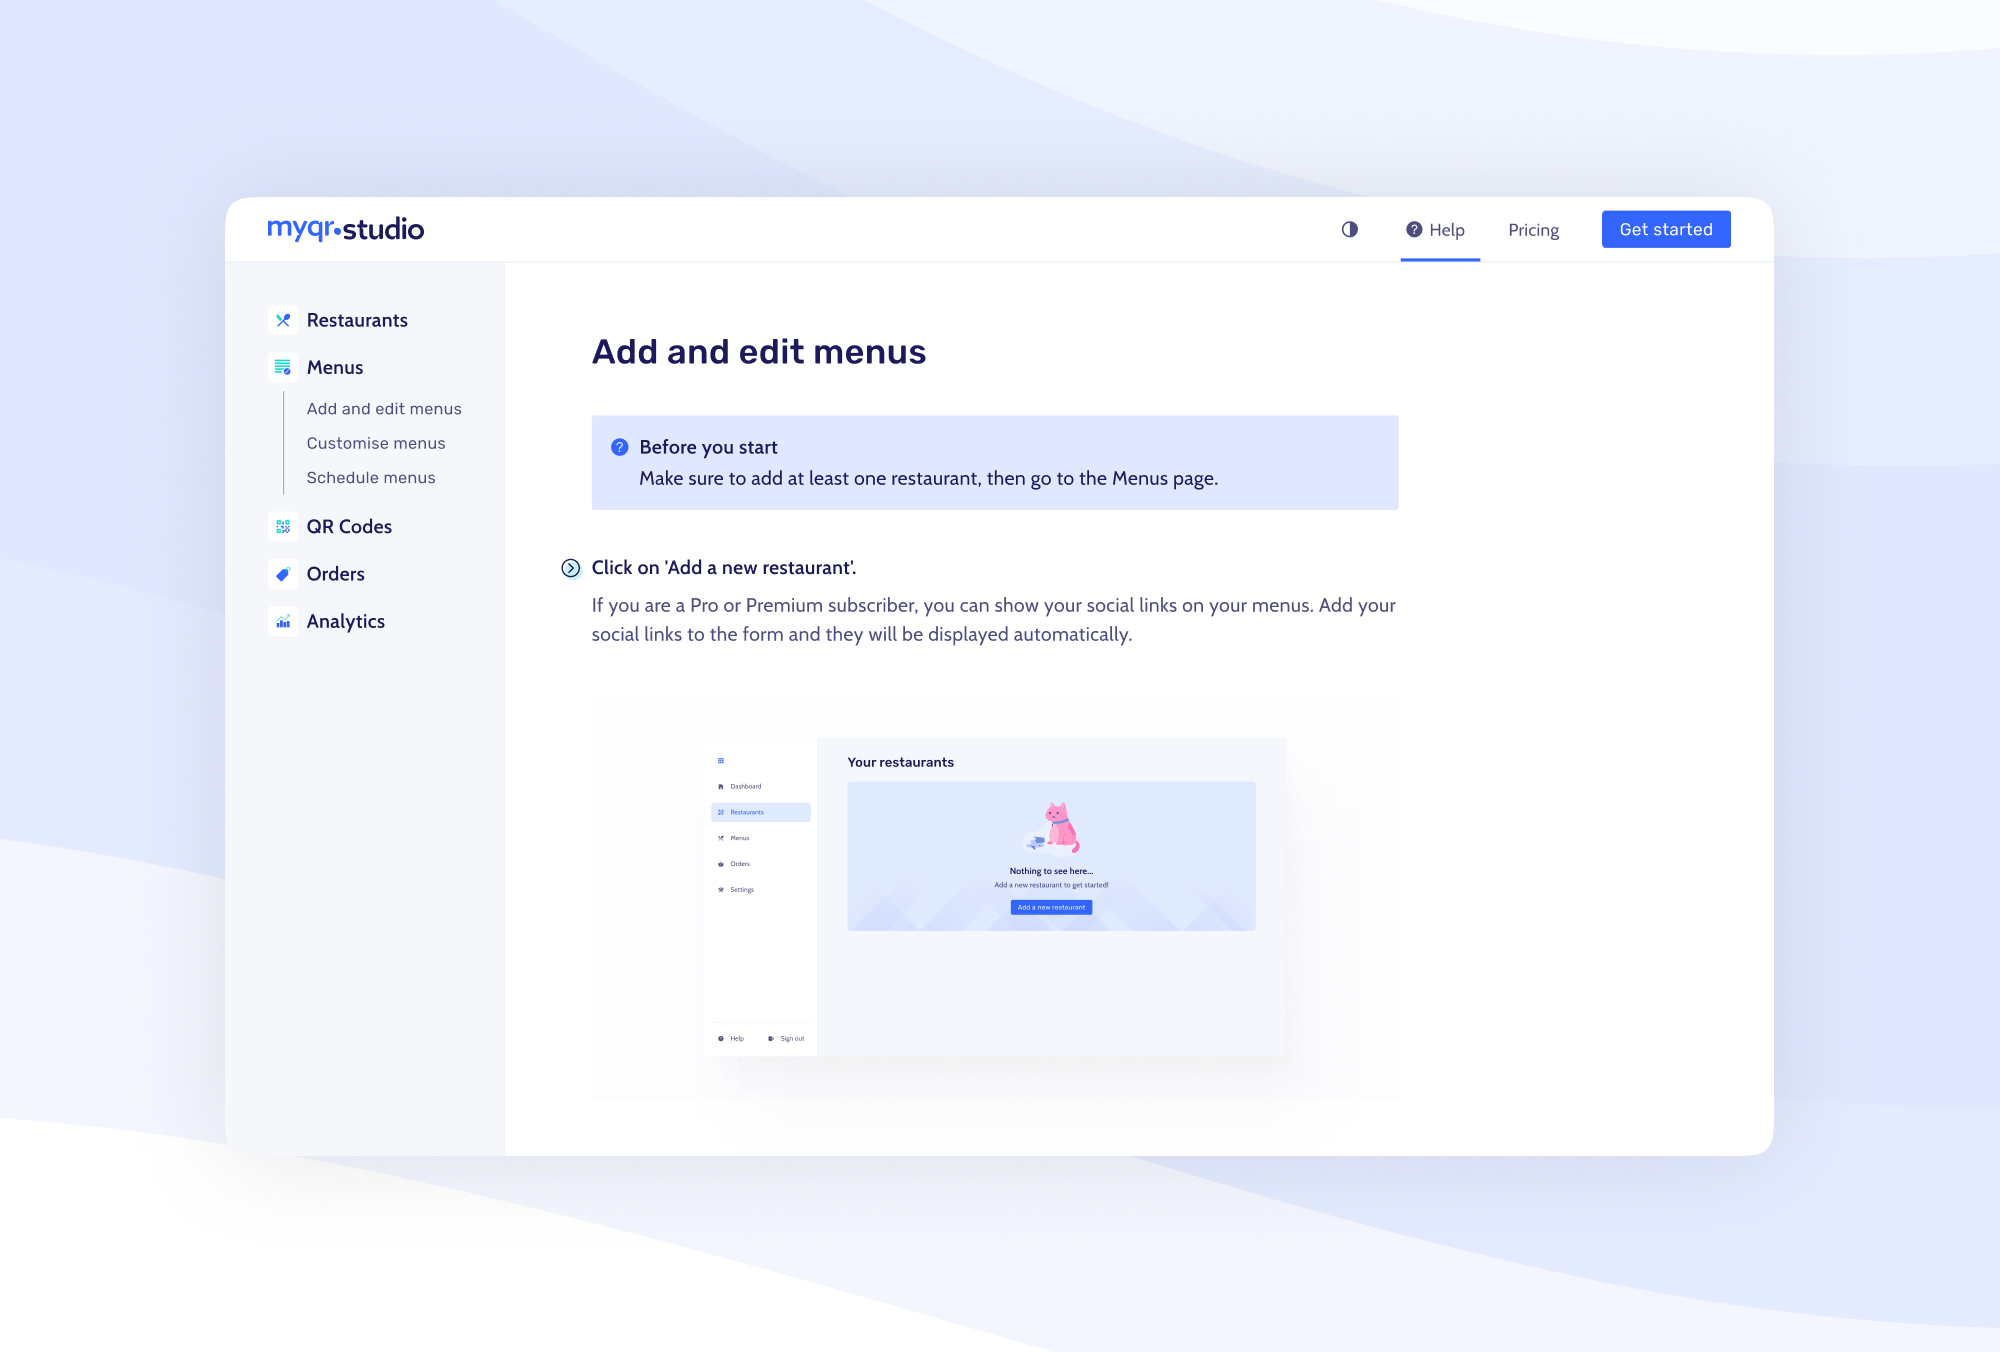 myqr.studio
Help
Pricing
Get started
Restaurants
Menus
Add and edit menus
Customise menus
Schedule menus
QR Codes
Orders
Analytics
Add and edit menus
Before you start
Make sure to add at least one restaurant, then go to the Menus page.
Click on 'Add a new restaurant'.
If you are a Pro or Premium subscriber, you can show your social links on your menus. Add your
social links to the form and they will be displayed automatically.
Dashboard
Restaurants
Menus
Orders
Settings
Help
Sign out
Your restaurants
Nothing to see here...
Add a new restaurant to get started!
Add a new restaurant